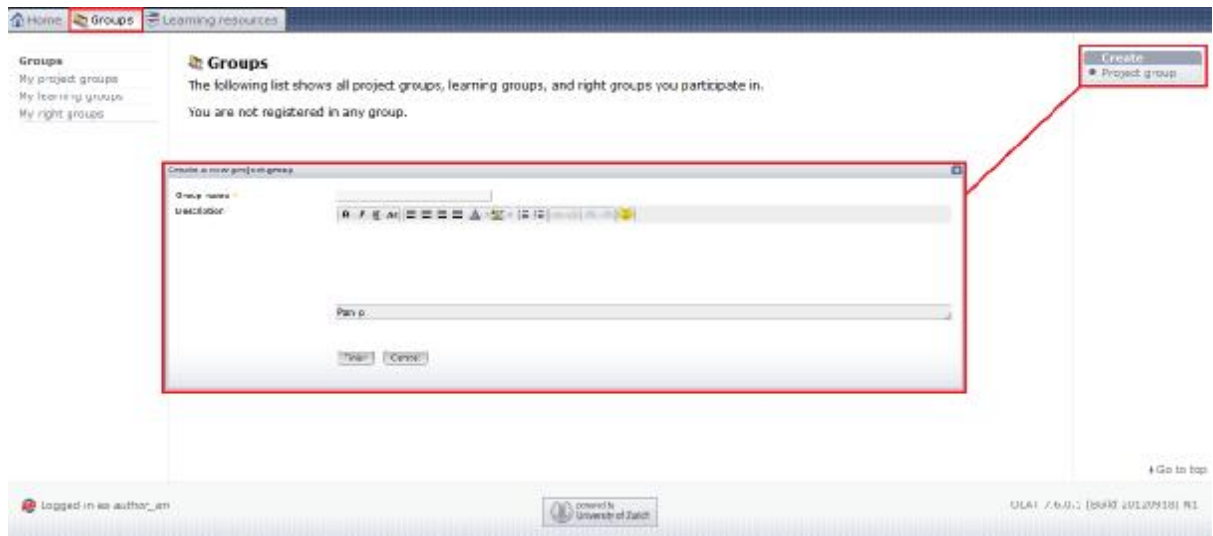 Home Groups Learning resources
Groups
My project groups
My learning groups
My right groups
Groups
The following list shows all project groups, learning groups, and right groups you participate in.
You are not registered in any group.
Create
Project group
Create a new project group
Group name
Description
Path: p
Finish Cancel
Go to top
Logged in as author_en
powered by
University of Zurich
OLAT 7.6.0.1 (Build 20120918) N1